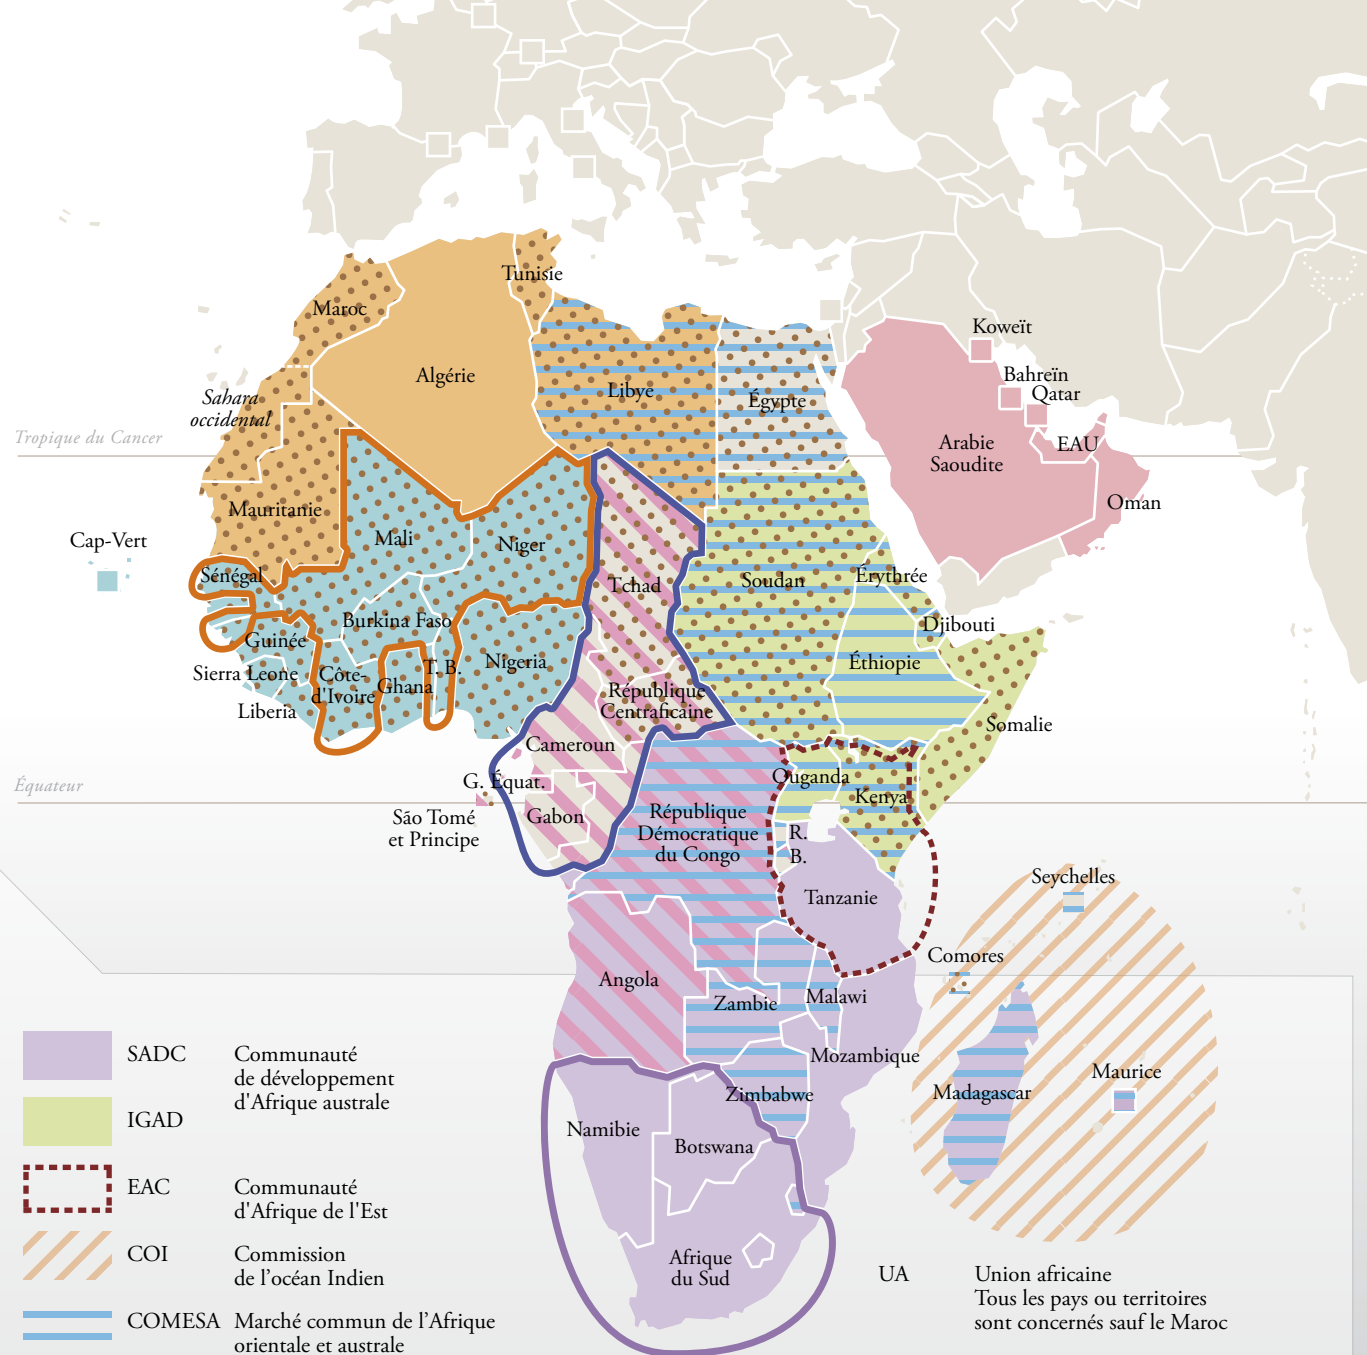 Tunisie
Maroc
Koweït
Algérie
Bahreïn
Libye
Qatar
Égypte
Sahara
occidental
Tropique du Cancer
Arabie
Saoudite
EAU
Mauritanie
Oman
Cap-Vert
Mali
Niger
Sénégal
Tchad
Soudan
Érythrée
Burkina Faso
Djibouti
Guinée
Sierra Leone
Côte-
d'Ivoire
Ghana
T. B.
Nigeria
Éthiopie
République
Centraficaine
Liberia
Somalie
Cameroun
Équateur
G. Équat.
Ouganda
Kenya
São Tomé
et Principe
Gabon
République
Démocratique
du Congo
R.
B.
Seychelles
Tanzanie
Comores
Angola
Zambie
Malawi
Mozambique
Maurice
Zimbabwe
Madagascar
Namibie
Botswana
Afrique
du Sud
SADC Communauté
de développement
d'Afrique australe
IGAD
EAC Communauté
d'Afrique de l'Est
COI Commission
de l’océan Indien
COMESA Marché commun de l’Afrique
orientale et australe
UA Union africaine
Tous les pays ou territoires
sont concernés sauf le Maroc